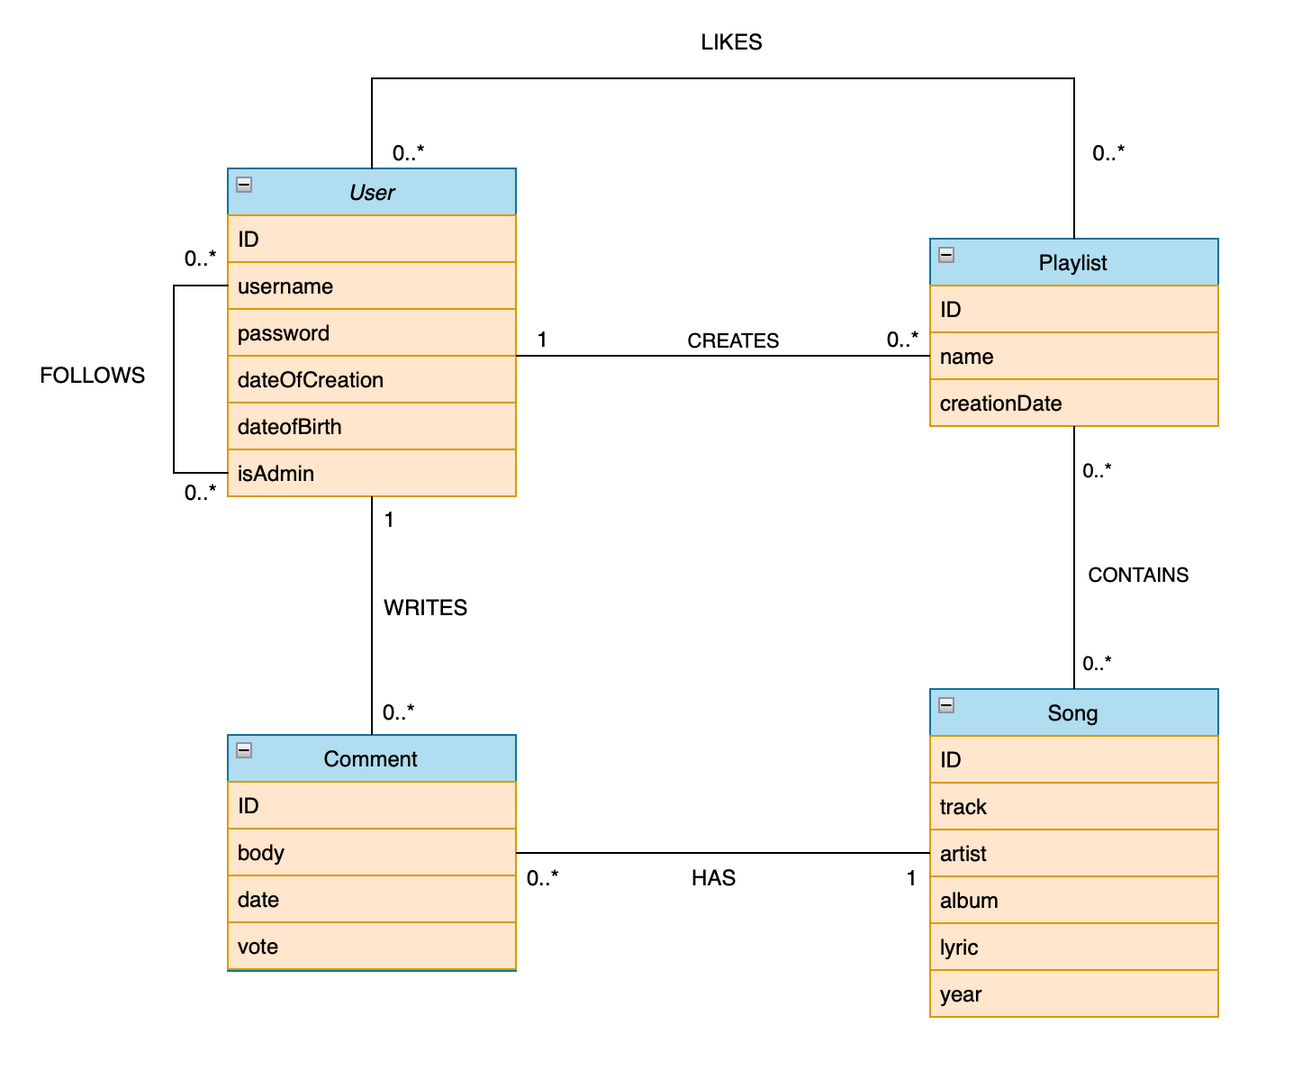 LIKES
0..*
0..*
User
ID
username
password
dateOfCreation
dateofBirth
isAdmin
0..*
FOLLOWS
0..*
1
CREATES
0..*
Playlist
ID
name
creationDate
1
WRITES
0..*
0..*
CONTAINS
0..*
Comment
ID
body
date
vote
0..*
HAS
1
Song
ID
track
artist
album
lyric
year